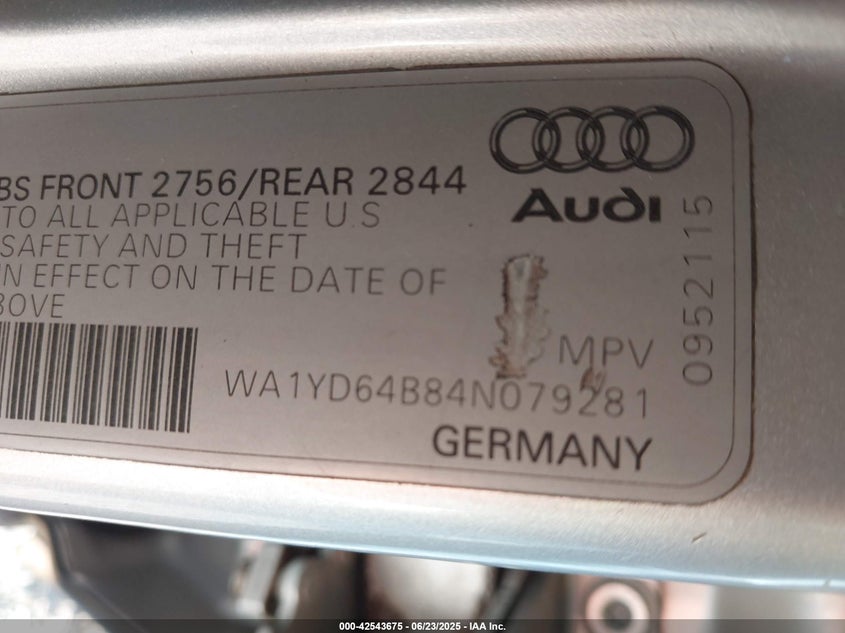 BS FRONT 2756/REAR 2844
TO ALL APPLICABLE U.S
SAFETY AND THEFT
IN EFFECT ON THE DATE OF
BOVE
Audi
0952115
MPV
WA1YD64B84N079281
GERMANY
000-42543675 - 06/23/2025 - IAA Inc.